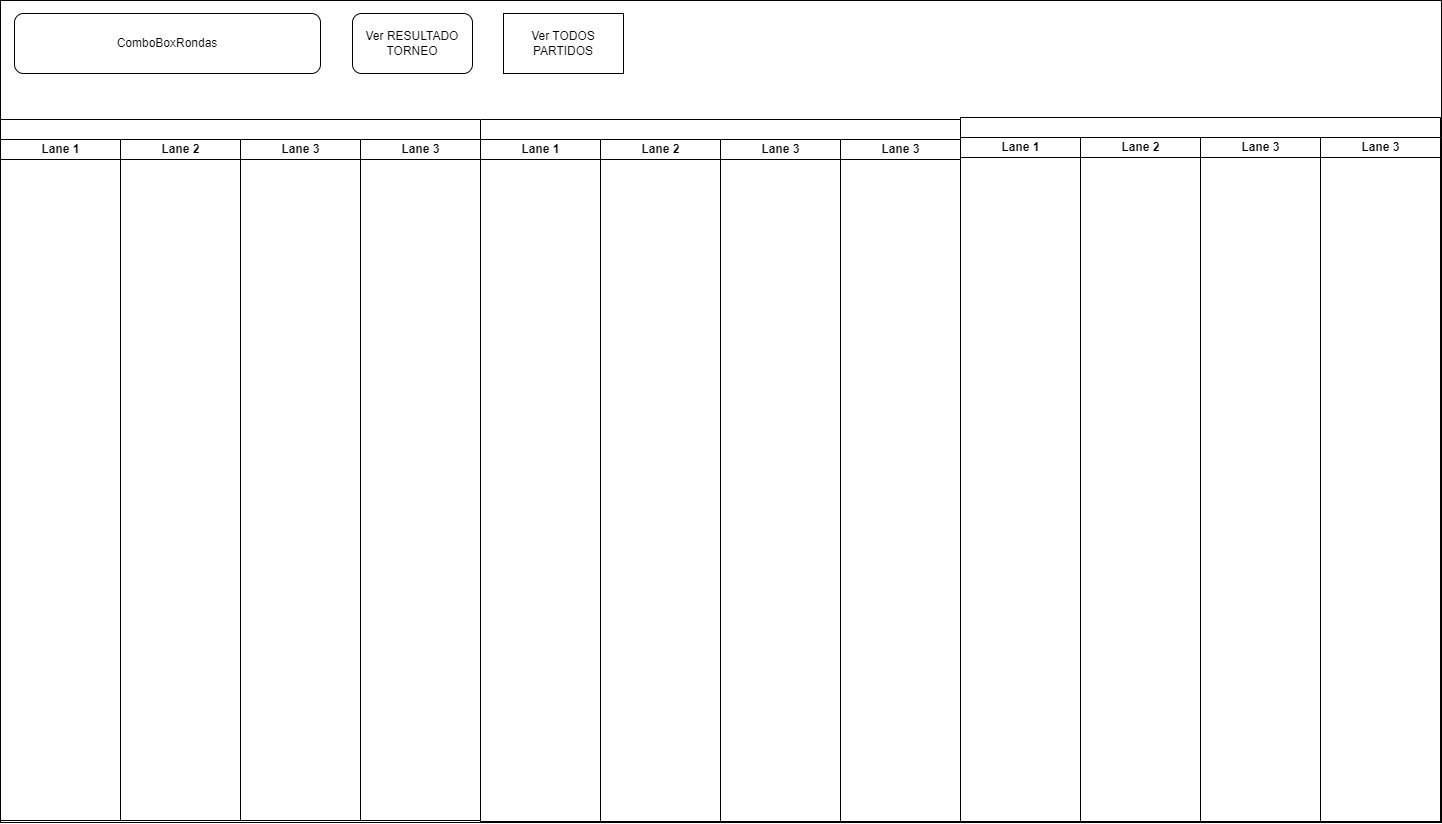 ComboBoxRondas
Ver RESULTADO
TORNEO
Ver TODOS
PARTIDOS
Lane 1
Lane 2
Lane 3
Lane 3
Lane 1
Lane 2
Lane 3
Lane 3
Lane 1
Lane 2
Lane 3
Lane 3